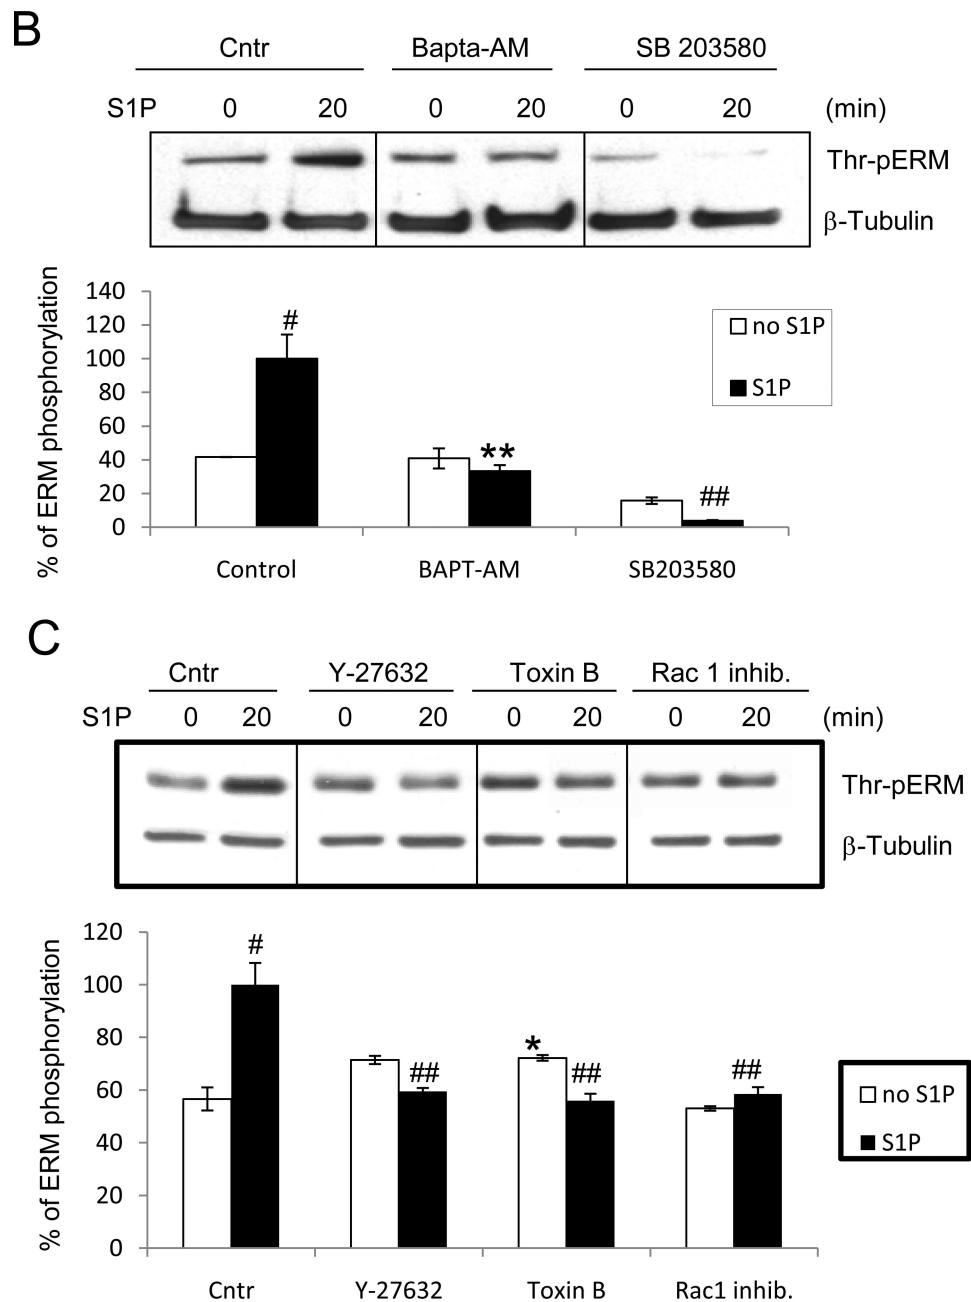 B
Cntr Bapta-AM SB 203580
S1P 0 20 0 20 0 20 (min)
Thr-pERM
β-Tubulin
% of ERM phosphorylation
140
120
100
80
60
40
20
0
#
**
##
no S1P
S1P
Control BAPT-AM SB203580
C
Cntr Y-27632 Toxin B Rac 1 inhib.
S1P 0 20 0 20 0 20 0 20 (min)
Thr-pERM
β-Tubulin
% of ERM phosphorylation
120
100
80
60
40
20
0
#
##
*
##
##
no S1P
S1P
Cntr Y-27632 Toxin B Rac1 inhib.